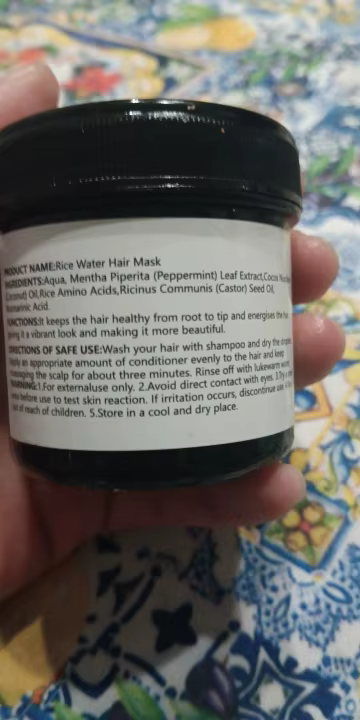 PRODUCT NAME:Rice Water Hair Mask
INGREDIENTS:Aqua, Mentha Piperita (Peppermint) Leaf Extract,Cocos
(Coconut) Oil,Rice Amino Acids,Ricinus Communis (Castor) Seed Oil,
Acid.
FUNCTIONS:It keeps the hair healthy from root to tip and energises the
giving it a vibrant look and making it more beautiful.
DIRECTIONS OF SAFE USE:Wash your hair with shampoo and dry the
an appropriate amount of conditioner evenly to the hair and keep
the scalp for about three minutes. Rinse off with lukewarm
WARNING:1.For externaluse only. 2.Avoid direct contact with eyes. 3.Try
before use to test skin reaction. If irritation occurs, discontinue
out of reach of children. 5.Store in a cool and dry place.